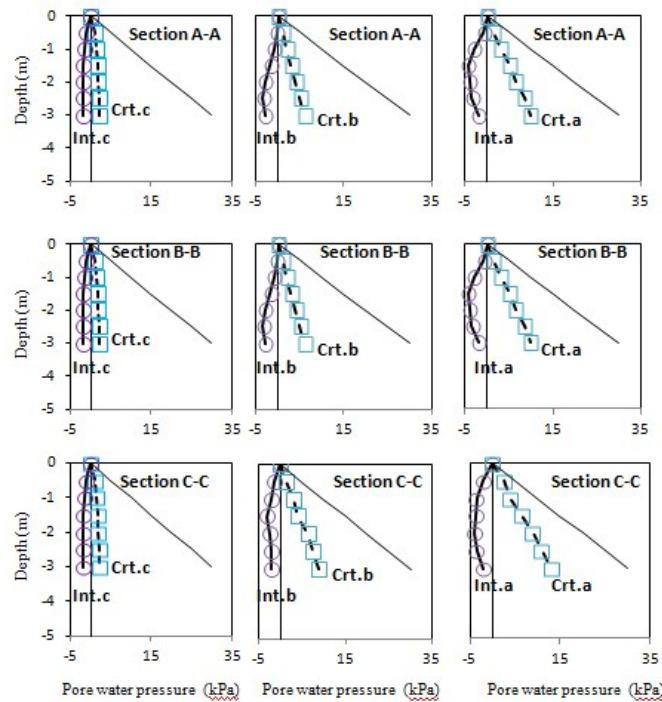 0
-1
-2
-3
-4
-5
Depth (m)
Section A-A
Crt.c
Int.c
-5
15
35
Section A-A
Crt.b
Int.b
-5
15
35
Section A-A
Crt.a
Int.a
-5
15
35
0
-1
-2
-3
-4
-5
Depth (m)
Section B-B
Crt.c
Int.c
-5
15
35
Section B-B
Crt.b
Int.b
-5
15
35
Section B-B
Crt.a
Int.a
-5
15
35
0
-1
-2
-3
-4
-5
Depth (m)
Section C-C
Crt.c
Int.c
-5
15
35
Pore water pressure (kPa)
Section C-C
Crt.b
Int.b
-5
15
35
Pore water pressure (kPa)
Section C-C
Crt.a
Int.a
-5
15
35
Pore water pressure (kPa)